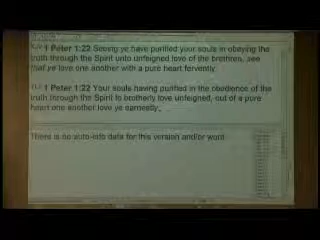 1 Peter 1:22 Seeing ye have purified your souls in obeying the
truth through the Spirit unto unfeigned love of the brethren, see
that ye love one another with a pure heart fervently
1 Peter 1:22 Your souls having purified in the obedience of the
truth through the Spirit to brotherly love unfeigned, out of a pure
heart one another love ye earnestly,
There is no auto-info data for this version and/or word